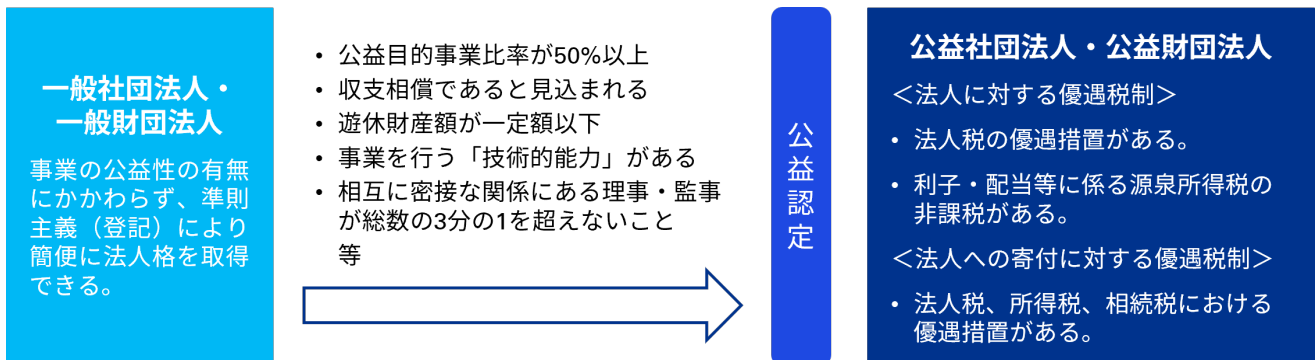 一般社団法人・
一般財団法人
事業の公益性の有無
にかかわらず、準則
主義（登記）により
簡便に法人格を取得
できる。
• 公益目的事業比率が50%以上
• 収支相償であると見込まれる
• 遊休財産額が一定額以下
• 事業を行う「技術的能力」がある
• 相互に密接な関係にある理事・監事
が総数の3分の1を超えないこと
等
公益認定
公益社団法人・公益財団法人
＜法人に対する優遇税制＞
• 法人税の優遇措置がある。
• 利子・配当等に係る源泉所得税の
非課税がある。
＜法人への寄付に対する優遇税制＞
• 法人税、所得税、相続税における
優遇措置がある。